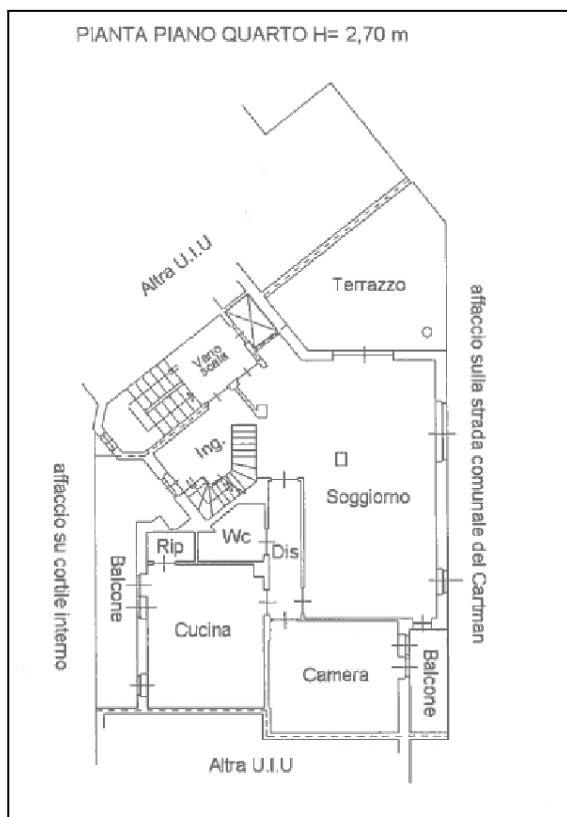 PIANTA PIANO QUARTO H= 2,70 m
Altra U.I.U
Terrazzo
Vano
scala
Ing.
Soggiorno
affaccio sulla strada comunale del Cartman
affaccio su cortile interno
Balcone
Rip
Wc
Dis
Cucina
Camera
Balcone
Altra U.I.U